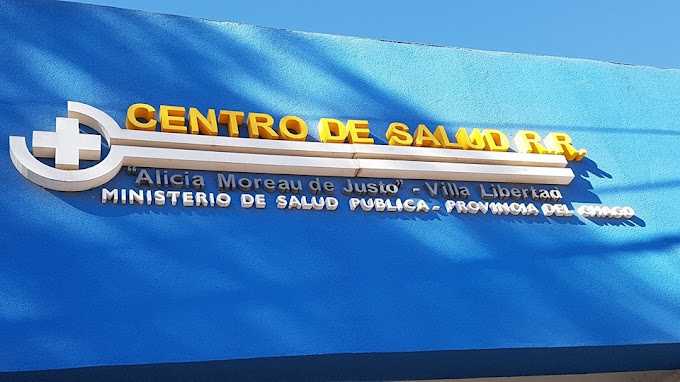 CENTRO DE SALUD R.R.
"Alicia Moreau de Justo" - Villa Libertad
MINISTERIO DE SALUD PUBLICA - PROVINCIA DEL CHACO